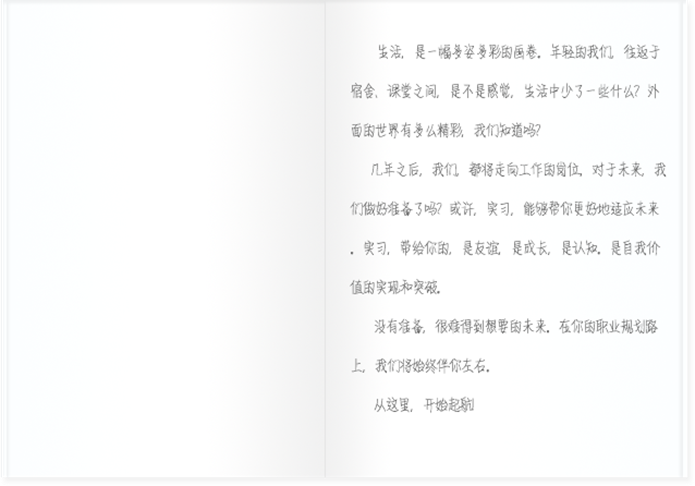 生活，是一幅多姿多彩的画卷。年轻的我们，往返于
宿舍、课堂之间，是不是感觉，生活中少了一些什么？外
面的世界有多么精彩，我们知道吗？
几年之后，我们，都将走向工作的岗位。对于未来，我
们做好准备了吗？或许，实习，能够帮你更好地适应未来
。实习，带给你的，是友谊，是成长，是认知。是自我价
值的实现和突破。
没有准备，很难得到想要的未来。在你的职业规划路
上，我们将始终伴你左右。
从这里，开始起航！